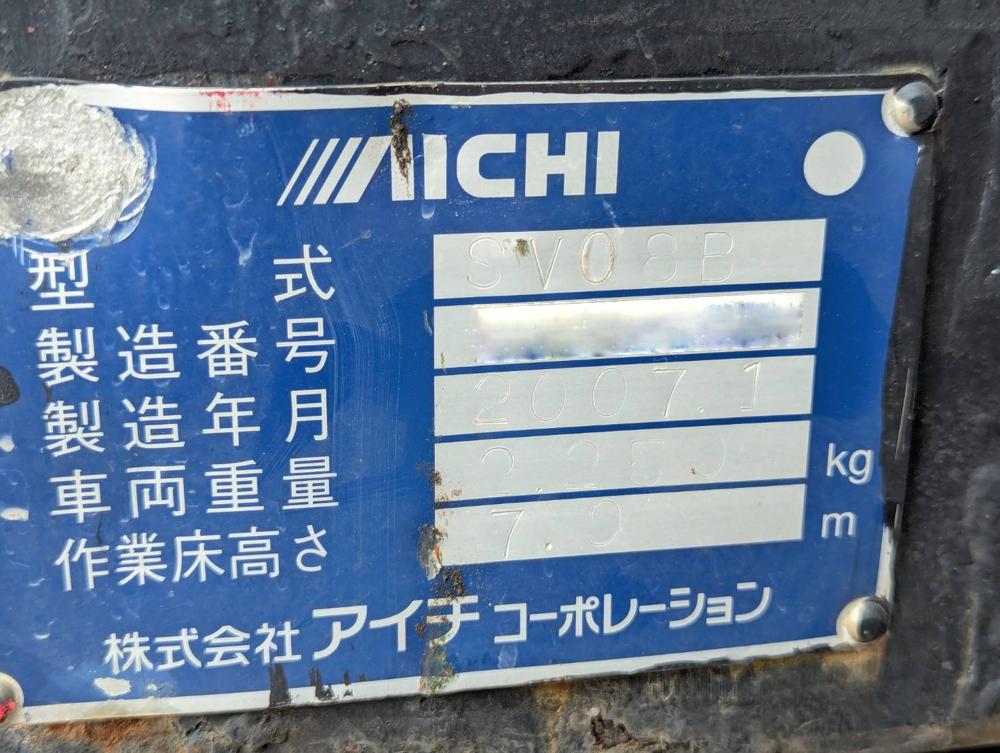 AICHI
型式 SV08B
製造番号
製造年月 2007.1
車両重量 2.250 kg
作業床高さ 7.9 m
株式会社アイチコーポレーション